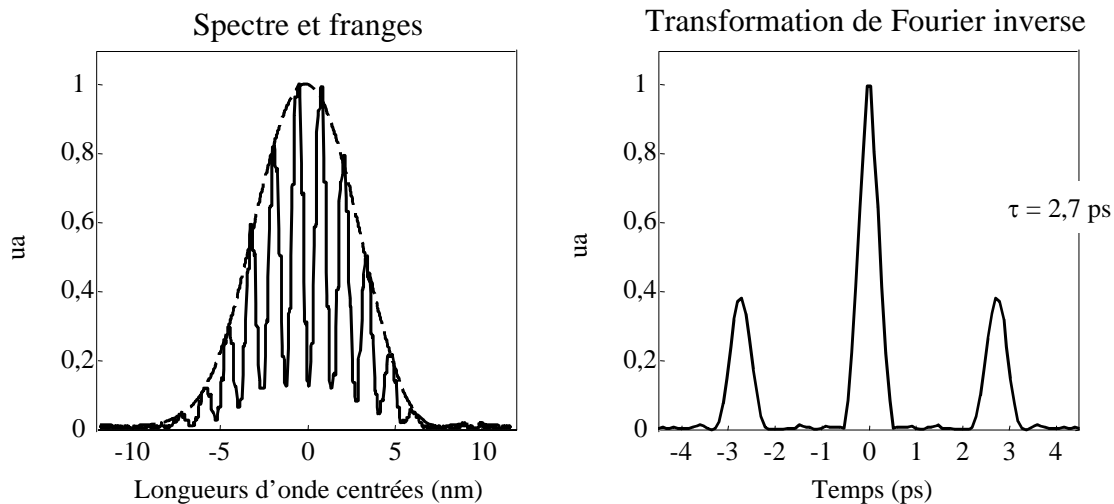 Spectre et franges
1
0,8
0,6
0,4
0,2
0
ua
-10 -5 0 5 10
Longueurs d’onde centrées (nm)
Transformation de Fourier inverse
1
0,8
0,6
0,4
0,2
0
ua
τ = 2,7 ps
-4 -3 -2 -1 0 1 2 3 4
Temps (ps)